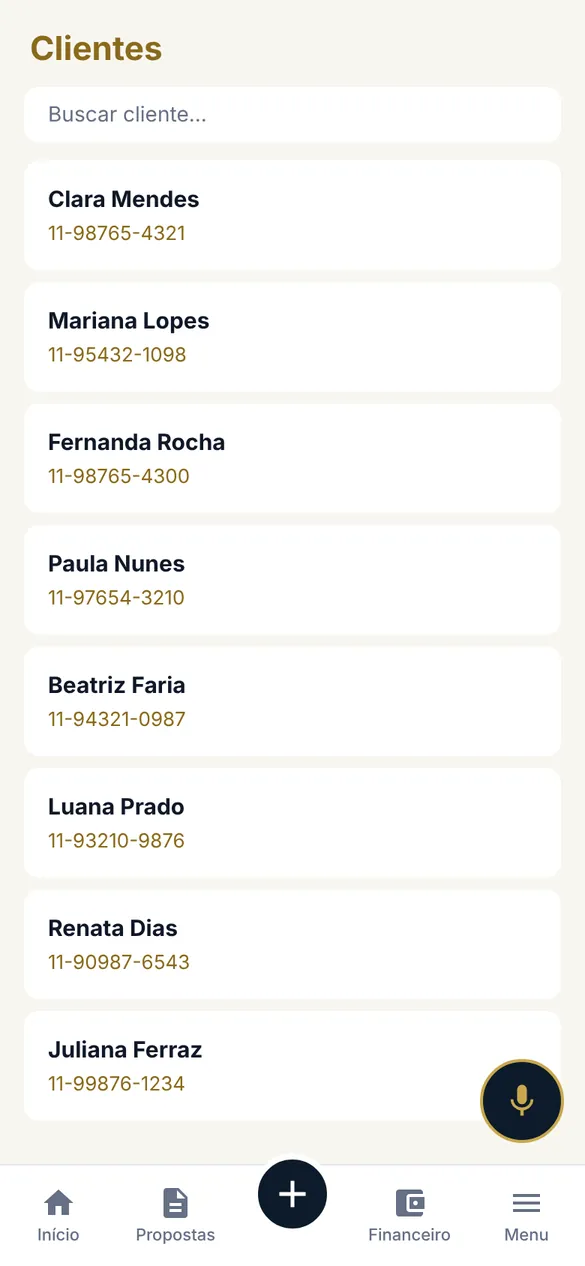 Clientes
Buscar cliente...
Clara Mendes
11-98765-4321
Mariana Lopes
11-95432-1098
Fernanda Rocha
11-98765-4300
Paula Nunes
11-97654-3210
Beatriz Faria
11-94321-0987
Luana Prado
11-93210-9876
Renata Dias
11-90987-6543
Juliana Ferraz
11-99876-1234
Início
Propostas
Financeiro
Menu